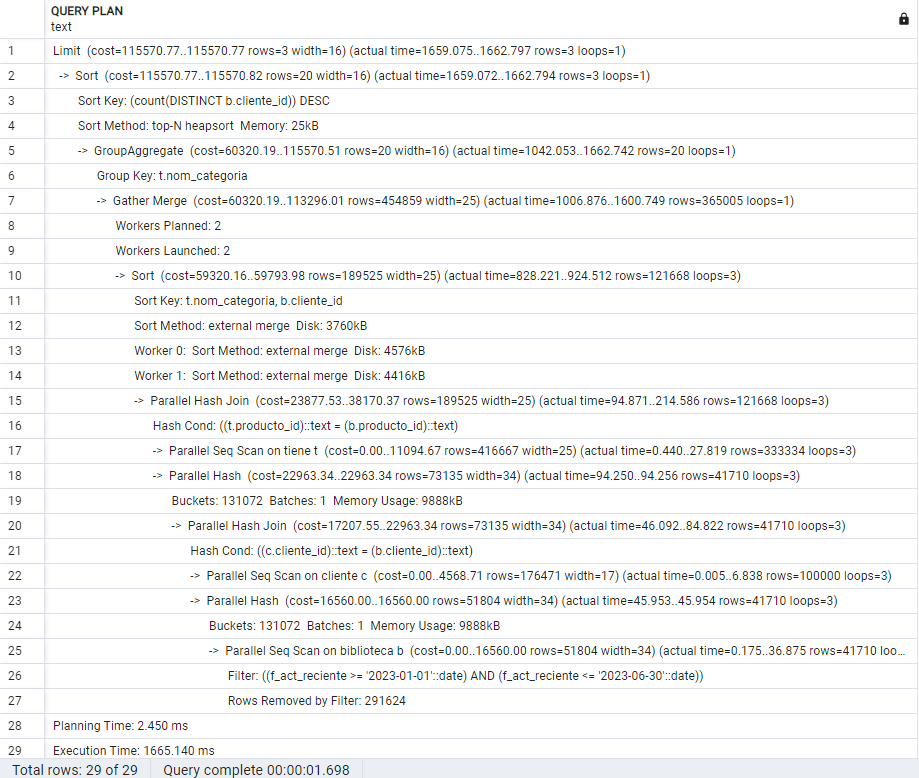 QUERY PLAN
text
1 Limit (cost=115570.77..115570.77 rows=3 width=16) (actual time=1659.075..1662.797 rows=3 loops=1)
2 -> Sort (cost=115570.77..115570.82 rows=20 width=16) (actual time=1659.072..1662.794 rows=3 loops=1)
3 Sort Key: (count(DISTINCT b.cliente_id)) DESC
4 Sort Method: top-N heapsort Memory: 25kB
5 -> GroupAggregate (cost=60320.19..115570.51 rows=20 width=16) (actual time=1042.053..1662.742 rows=20 loops=1)
6 Group Key: t.nom_categoria
7 -> Gather Merge (cost=60320.19..113296.01 rows=454859 width=25) (actual time=1006.876..1600.749 rows=365005 loops=1)
8 Workers Planned: 2
9 Workers Launched: 2
10 -> Sort (cost=59320.16..59793.98 rows=189525 width=25) (actual time=828.221..924.512 rows=121668 loops=3)
11 Sort Key: t.nom_categoria, b.cliente_id
12 Sort Method: external merge Disk: 3760kB
13 Worker 0: Sort Method: external merge Disk: 4576kB
14 Worker 1: Sort Method: external merge Disk: 4416kB
15 -> Parallel Hash Join (cost=23877.53..38170.37 rows=189525 width=25) (actual time=94.871..214.586 rows=121668 loops=3)
16 Hash Cond: ((t.producto_id)::text = (b.producto_id)::text)
17 -> Parallel Seq Scan on tiene t (cost=0.00..11094.67 rows=416667 width=25) (actual time=0.440..27.819 rows=333334 loops=3)
18 -> Parallel Hash (cost=22963.34..22963.34 rows=73135 width=34) (actual time=94.250..94.256 rows=41710 loops=3)
19 Buckets: 131072 Batches: 1 Memory Usage: 9888kB
20 -> Parallel Hash Join (cost=17207.55..22963.34 rows=73135 width=34) (actual time=46.092..84.822 rows=41710 loops=3)
21 Hash Cond: ((c.cliente_id)::text = (b.cliente_id)::text)
22 -> Parallel Seq Scan on cliente c (cost=0.00..4568.71 rows=176471 width=17) (actual time=0.005..6.838 rows=100000 loops=3)
23 -> Parallel Hash (cost=16560.00..16560.00 rows=51804 width=34) (actual time=45.953..45.954 rows=41710 loops=3)
24 Buckets: 131072 Batches: 1 Memory Usage: 9888kB
25 -> Parallel Seq Scan on biblioteca b (cost=0.00..16560.00 rows=51804 width=34) (actual time=0.175..36.875 rows=41710 loo...
26 Filter: ((f_act_reciente >= '2023-01-01'::date) AND (f_act_reciente <= '2023-06-30'::date))
27 Rows Removed by Filter: 291624
28 Planning Time: 2.450 ms
29 Execution Time: 1665.140 ms
Total rows: 29 of 29 Query complete 00:00:01.698